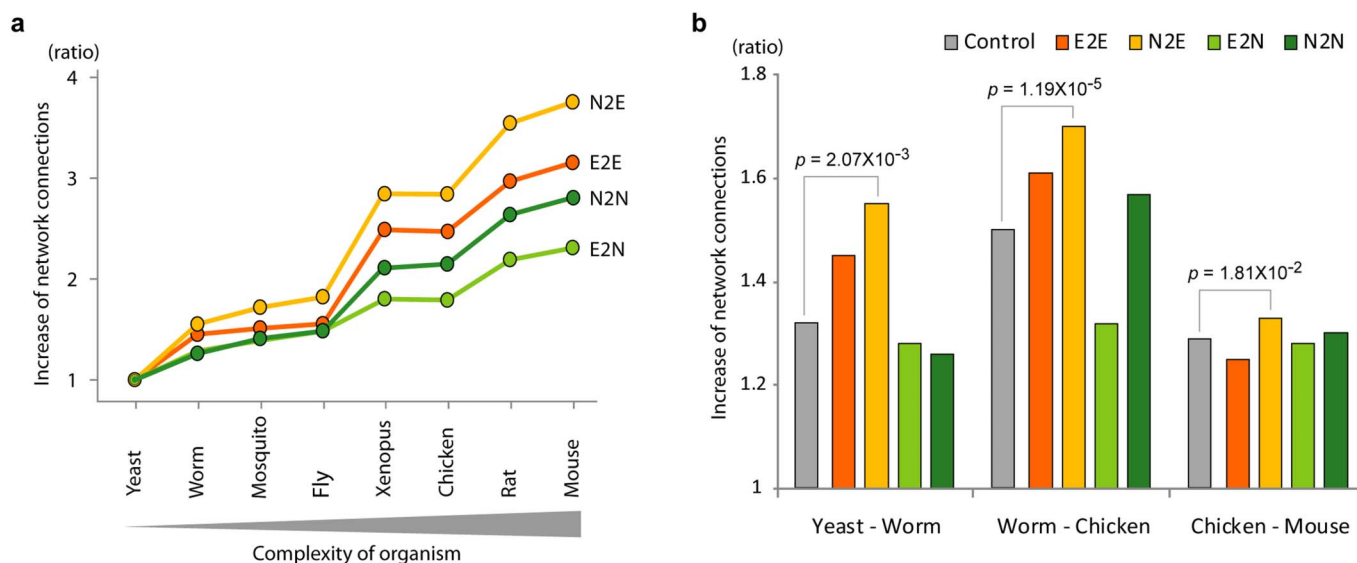 a
(ratio)
Increase of network connections
4
3
2
1
N2E
E2E
N2N
E2N
Yeast
Worm
Mosquito
Fly
Xenopus
Chicken
Rat
Mouse
Complexity of organism
b
(ratio)
Control E2E N2E E2N N2N
Increase of network connections
1.8
1.6
1.4
1.2
1
p = 2.07X10⁻³
p = 1.19X10⁻⁵
p = 1.81X10⁻²
Yeast - Worm
Worm - Chicken
Chicken - Mouse